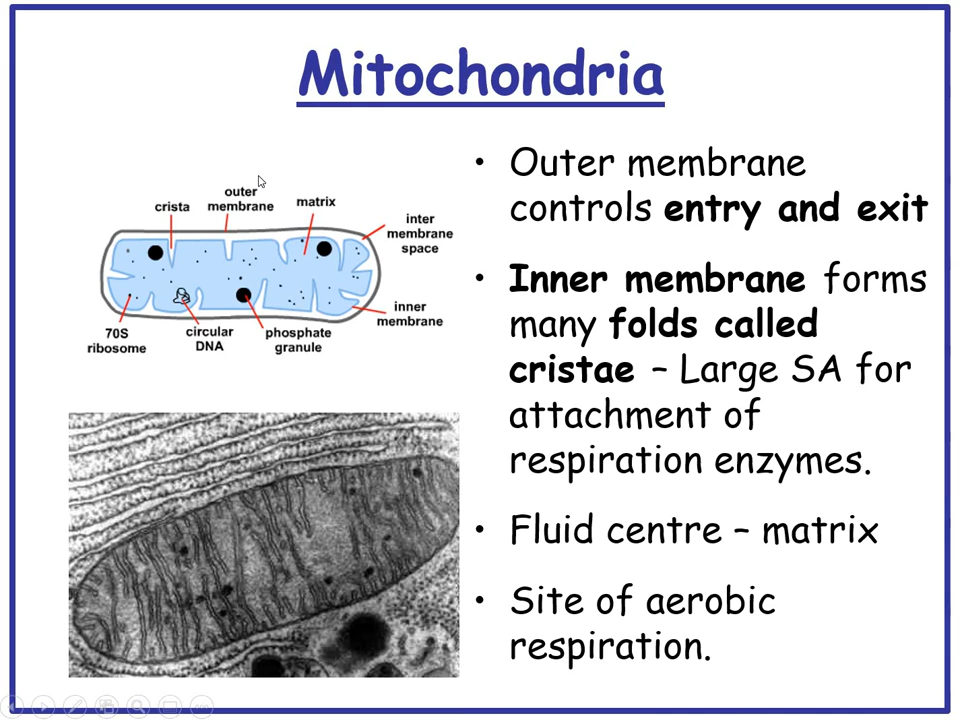 Mitochondria
outer
membrane
crista
matrix
inter
membrane
space
inner
membrane
70S
ribosome
circular
DNA
phosphate
granule
• Outer membrane
controls entry and exit
• Inner membrane forms
many folds called
cristae – Large SA for
attachment of
respiration enzymes.
• Fluid centre – matrix
• Site of aerobic
respiration.